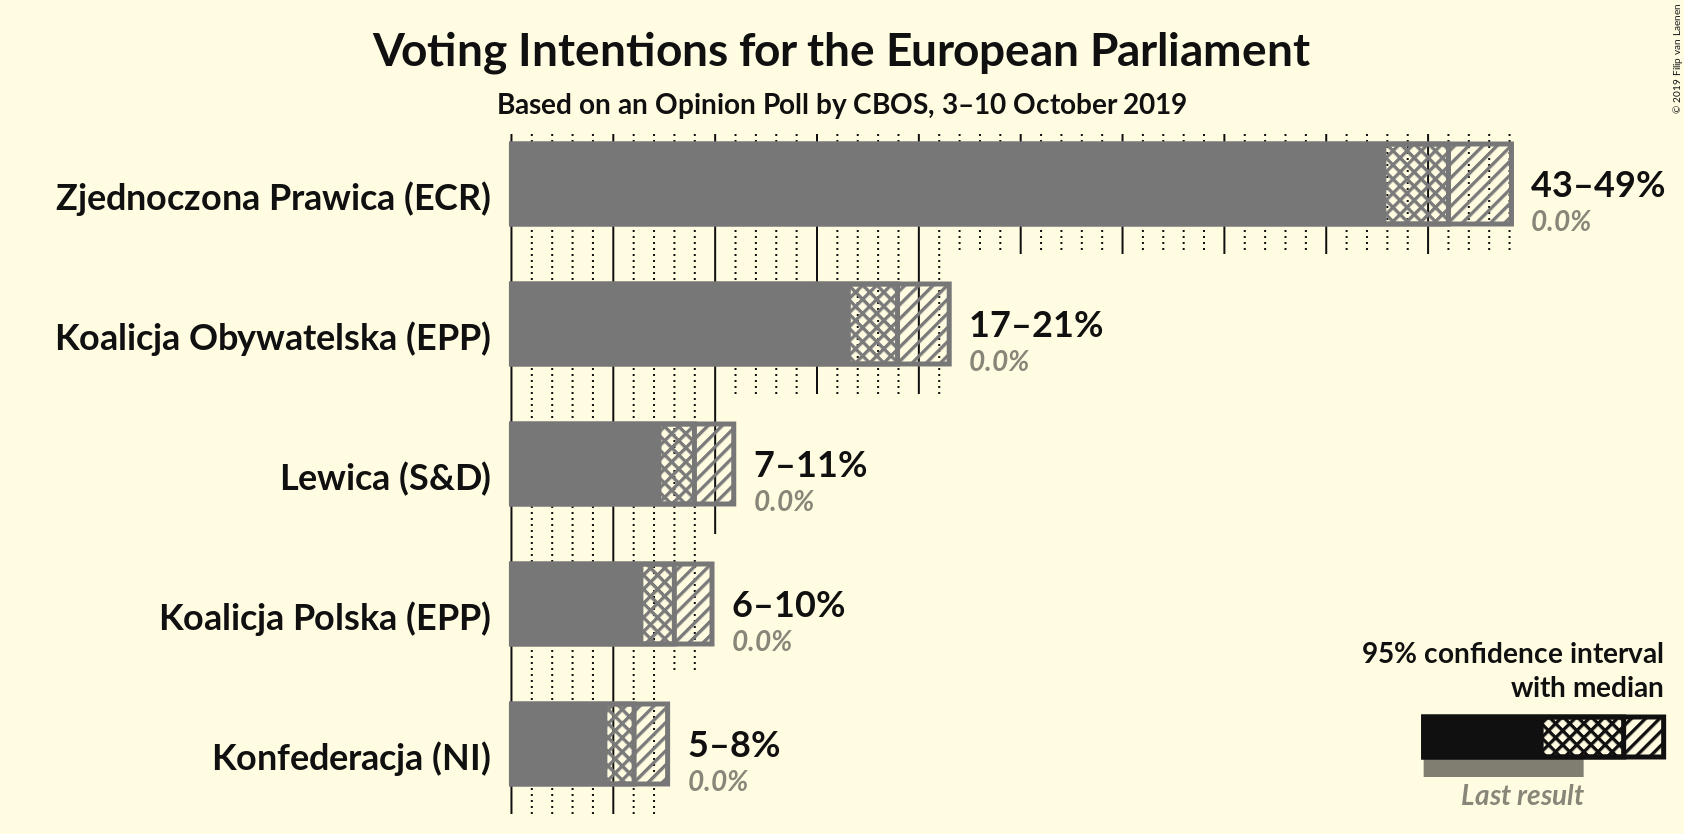 Voting Intentions for the European Parliament
Based on an Opinion Poll by CBOS, 3–10 October 2019
© 2019 Filip van Laenen
Zjednoczona Prawica (ECR)
43–49%
0.0%
Koalicja Obywatelska (EPP)
17–21%
0.0%
Lewica (S&D)
7–11%
0.0%
Koalicja Polska (EPP)
6–10%
0.0%
Konfederacja (NI)
5–8%
0.0%
95% confidence interval
with median
Last result